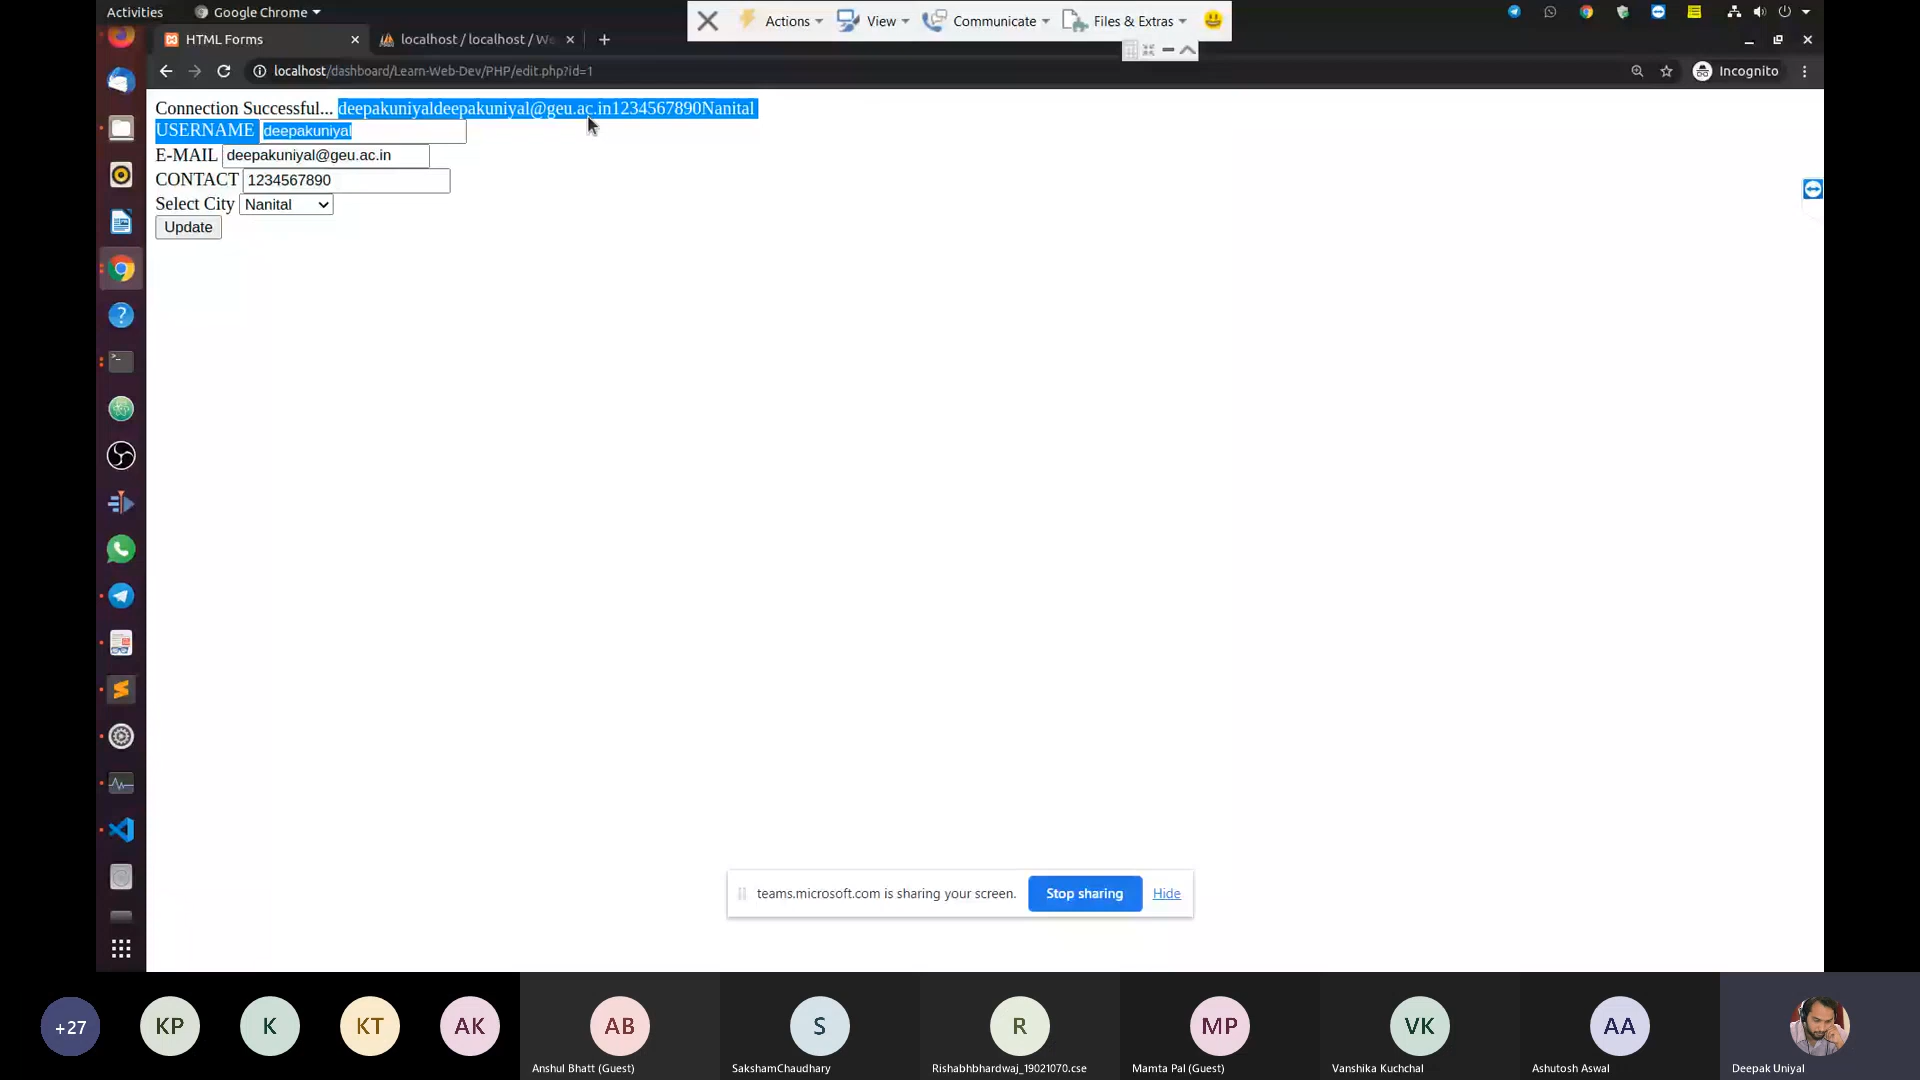 Activities
Google Chrome
Actions
View
Communicate
Files & Extras
HTML Forms
localhost / localhost / We
localhost/dashboard/Learn-Web-Dev/PHP/edit.php?id=1
Incognito
Connection Successful... deepakuniyaldeepakuniyal@geu.ac.in1234567890Nanital
USERNAME deepakuniyal
E-MAIL deepakuniyal@geu.ac.in
CONTACT 1234567890
Select City Nanital
Update
teams.microsoft.com is sharing your screen. Stop sharing Hide
+27
KP
K
KT
AK
AB
S
R
MP
VK
AA
Anshul Bhatt (Guest)
SakshamChaudhary
Rishabhbhardwaj_19021070.cse
Mamta Pal (Guest)
Vanshika Kuchchal
Ashutosh Aswal
Deepak Uniyal